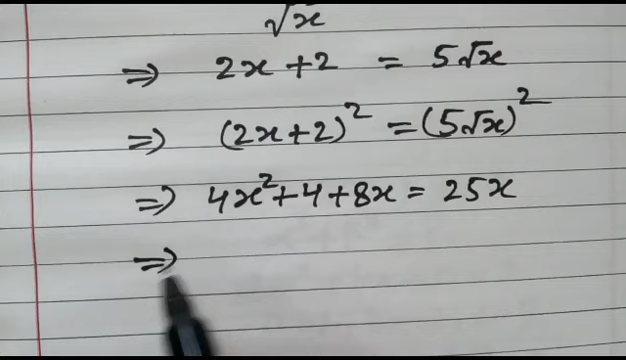 √x
⇒ 2x + 2 = 5√x
⇒ (2x+2)² = (5√x)²
⇒ 4x² + 4 + 8x = 25x
⇒